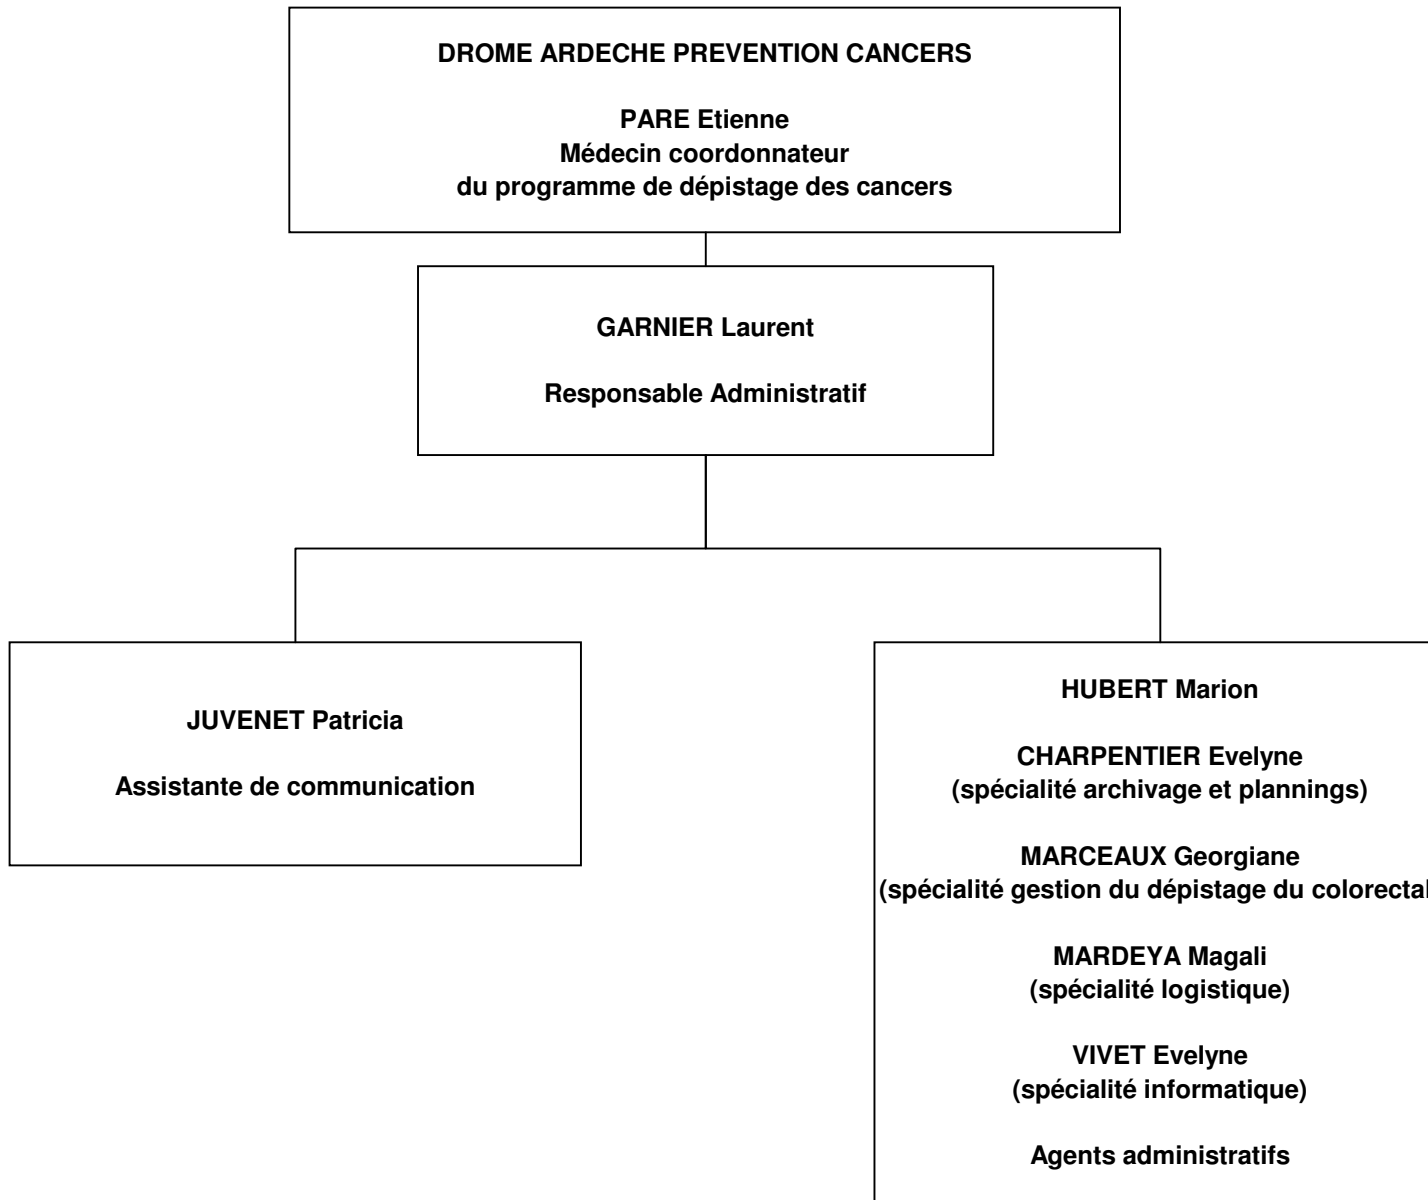 DROME ARDECHE PREVENTION CANCERS
PARE Etienne
Médecin coordonnateur
du programme de dépistage des cancers
GARNIER Laurent
Responsable Administratif
JUVENET Patricia
Assistante de communication
HUBERT Marion
CHARPENTIER Evelyne
(spécialité archivage et plannings)
MARCEAUX Georgiane
(spécialité gestion du dépistage du colorectal
MARDEYA Magali
(spécialité logistique)
VIVET Evelyne
(spécialité informatique)
Agents administratifs